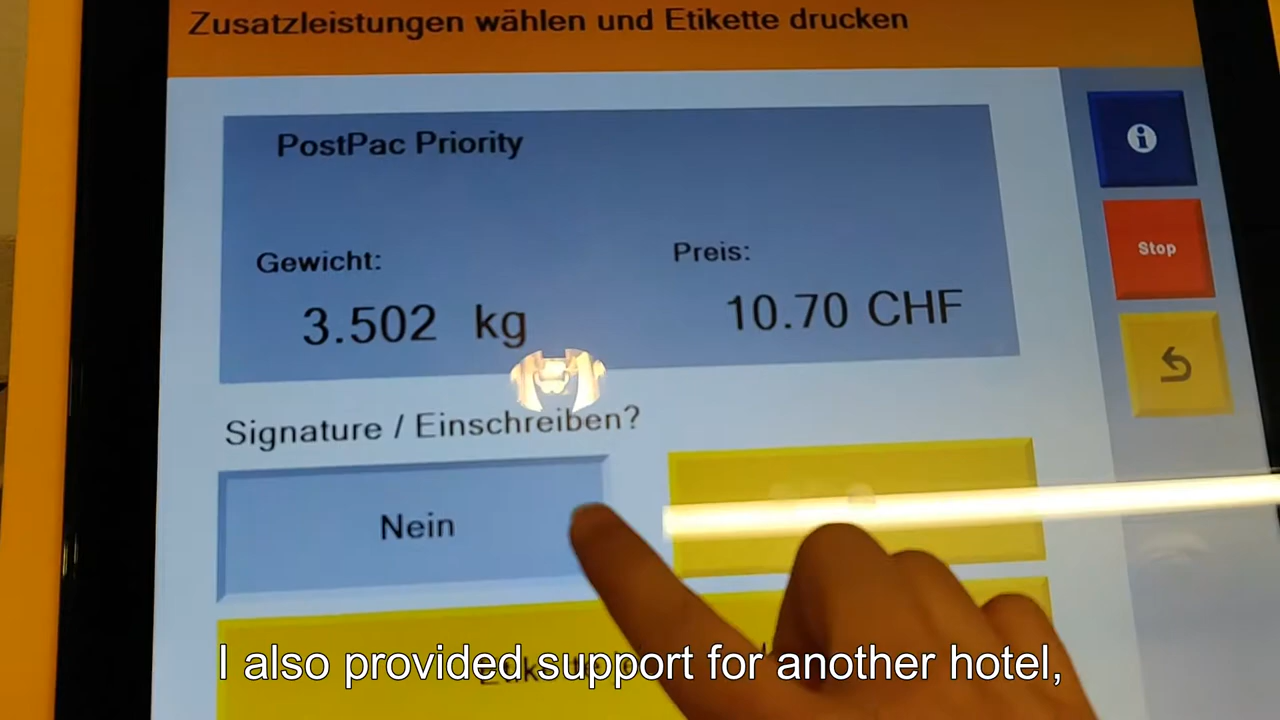 Zusatzleistungen wählen und Etikette drucken
PostPac Priority
Gewicht:
Preis:
3.502 kg
10.70 CHF
Stop
Signature / Einschreiben?
Nein
I also provided support for another hotel,